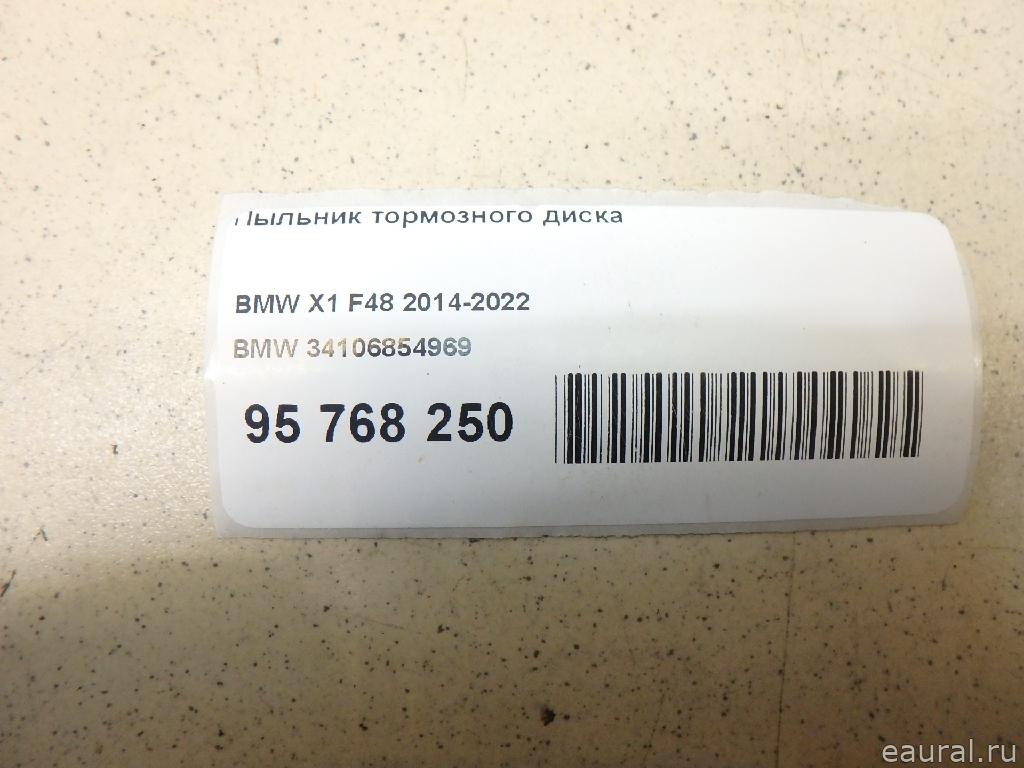 Пыльник тормозного диска
BMW X1 F48 2014-2022
BMW 34106854969
95 768 250
eaural.ru